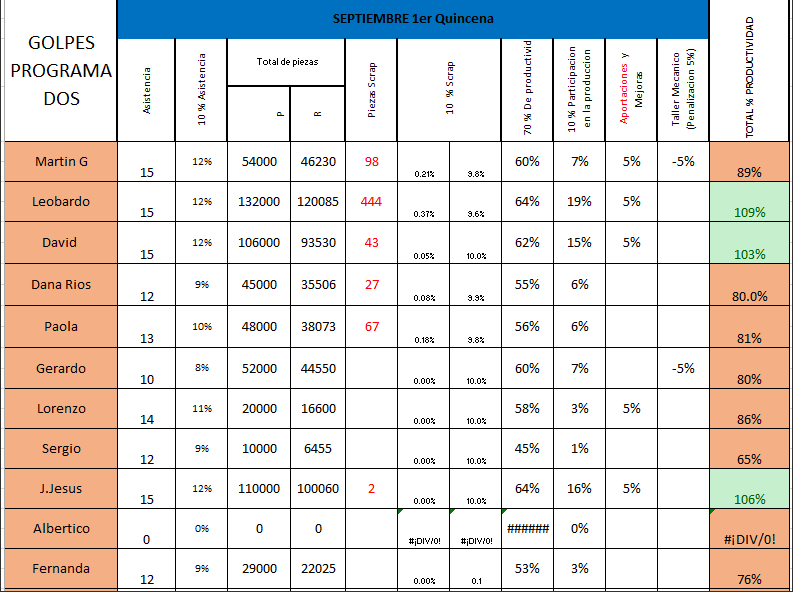 SEPTIEMBRE 1er Quincena
GOLPES PROGRAMA DOS
Asistencia
10 % Asistencia
Total de piezas
P
R
Piezas Scrap
10 % Scrap
70 % De productivid
10 % Participacion en la produccion
Aportaciones y Mejoras
Taller Mecanico (Penalizacion 5%)
TOTAL % PRODUCTIVIDAD
Martin G 15 12% 54000 46230 98 0.21% 9.8% 60% 7% 5% -5% 89%
Leobardo 15 12% 132000 120085 444 0.37% 9.6% 64% 19% 5% 109%
David 15 12% 106000 93530 43 0.05% 10.0% 62% 15% 5% 103%
Dana Rios 12 9% 45000 35506 27 0.08% 9.9% 55% 6% 80.0%
Paola 13 10% 48000 38073 67 0.18% 9.8% 56% 6% 81%
Gerardo 10 8% 52000 44550 0.00% 10.0% 60% 7% -5% 80%
Lorenzo 14 11% 20000 16600 0.00% 10.0% 58% 3% 5% 86%
Sergio 12 9% 10000 6455 0.00% 10.0% 45% 1% 65%
J.Jesus 15 12% 110000 100060 2 0.00% 10.0% 64% 16% 5% 106%
Albertico 0 0% 0 0 #¡DIV/0! #¡DIV/0! ###### 0% #¡DIV/0!
Fernanda 12 9% 29000 22025 0.00% 0.1 53% 3% 76%